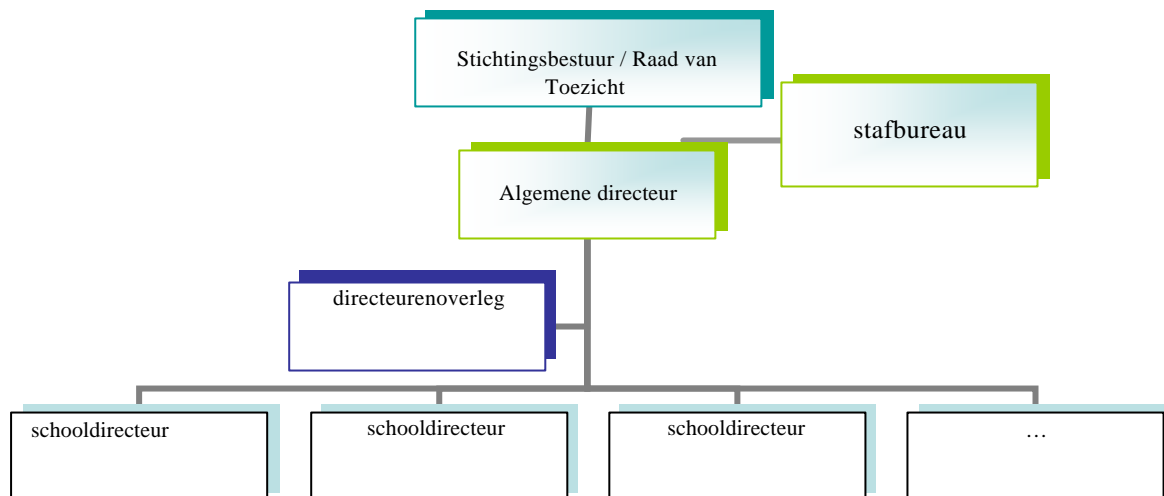 Stichtingsbestuur / Raad van
Toezicht
stafbureau
Algemene directeur
directeurenoverleg
schooldirecteur
schooldirecteur
schooldirecteur
…